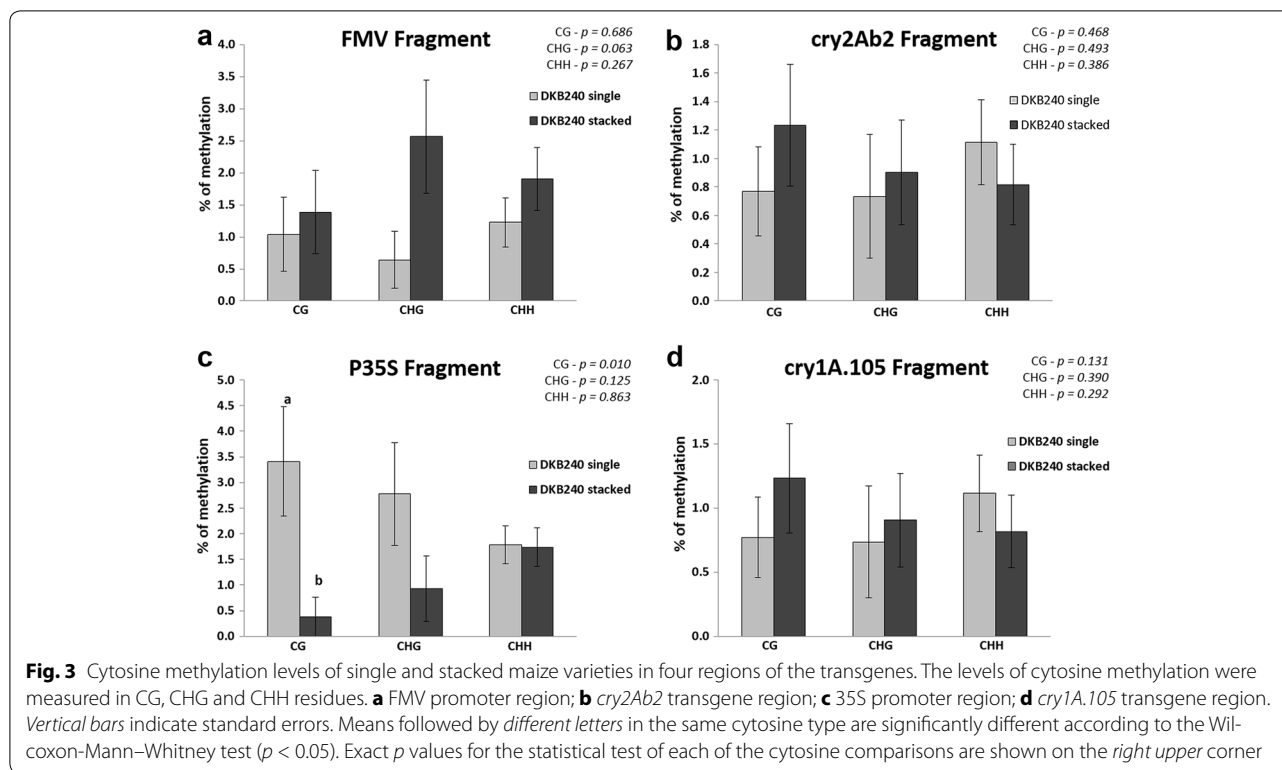 a
FMV Fragment
CG - p = 0.686
CHG - p = 0.063
CHH - p = 0.267
DKB240 single
DKB240 stacked
% of methylation
4.0
3.5
3.0
2.5
2.0
1.5
1.0
0.5
0.0
CG CHG CHH
b
cry2Ab2 Fragment
CG - p = 0.468
CHG - p = 0.493
CHH - p = 0.386
DKB240 single
DKB240 stacked
% of methylation
1.8
1.6
1.4
1.2
1.0
0.8
0.6
0.4
0.2
0.0
CG CHG CHH
c
P35S Fragment
CG - p = 0.010
CHG - p = 0.125
CHH - p = 0.863
DKB240 single
DKB240 stacked
% of methylation
5.0
4.5
4.0
3.5
3.0
2.5
2.0
1.5
1.0
0.5
0.0
a
b
CG CHG CHH
d
cry1A.105 Fragment
CG - p = 0.131
CHG - p = 0.390
CHH - p = 0.292
DKB240 single
DKB240 stacked
% of methylation
2.0
1.5
1.0
0.5
0.0
CG CHG CHH
Fig. 3 Cytosine methylation levels of single and stacked maize varieties in four regions of the transgenes. The levels of cytosine methylation were
measured in CG, CHG and CHH residues. a FMV promoter region; b cry2Ab2 transgene region; c 35S promoter region; d cry1A.105 transgene region.
Vertical bars indicate standard errors. Means followed by different letters in the same cytosine type are significantly different according to the Wil-
coxon-Mann–Whitney test (p < 0.05). Exact p values for the statistical test of each of the cytosine comparisons are shown on the right upper corner